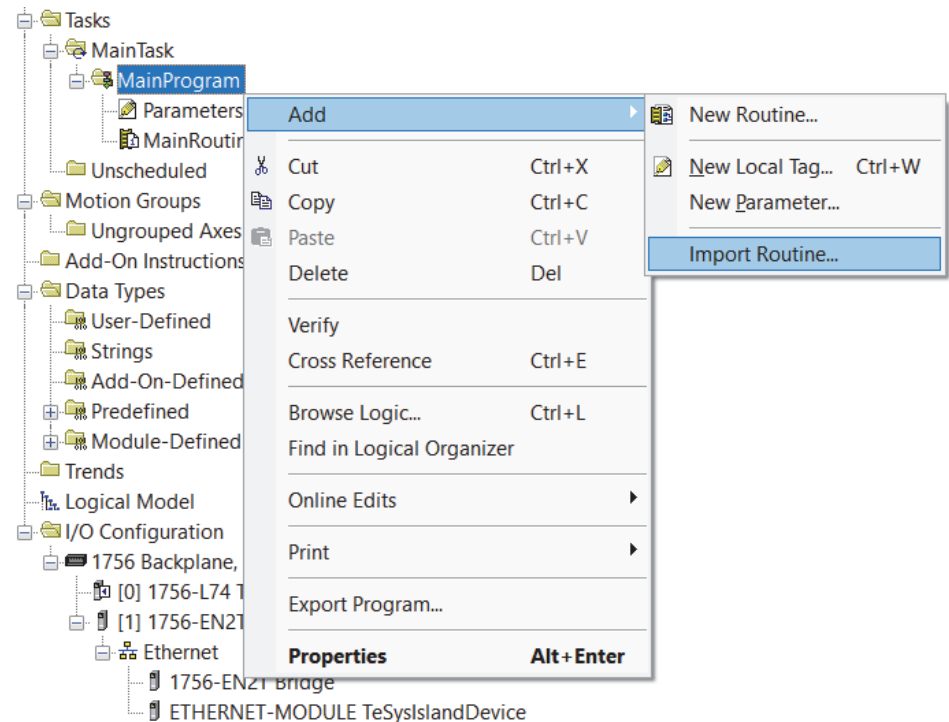 Tasks
MainTask
MainProgram
Parameters
MainRoutin
Unscheduled
Motion Groups
Ungrouped Axes
Add-On Instructions
Data Types
User-Defined
Strings
Add-On-Defined
Predefined
Module-Defined
Trends
Logical Model
I/O Configuration
1756 Backplane,
[0] 1756-L74 T
[1] 1756-EN2T
Ethernet
1756-EN2T Bridge
ETHERNET-MODULE TeSysIslandDevice
Add
Cut Ctrl+X
Copy Ctrl+C
Paste Ctrl+V
Delete Del
Verify
Cross Reference Ctrl+E
Browse Logic... Ctrl+L
Find in Logical Organizer
Online Edits
Print
Export Program...
Properties Alt+Enter
New Routine...
New Local Tag... Ctrl+W
New Parameter...
Import Routine...